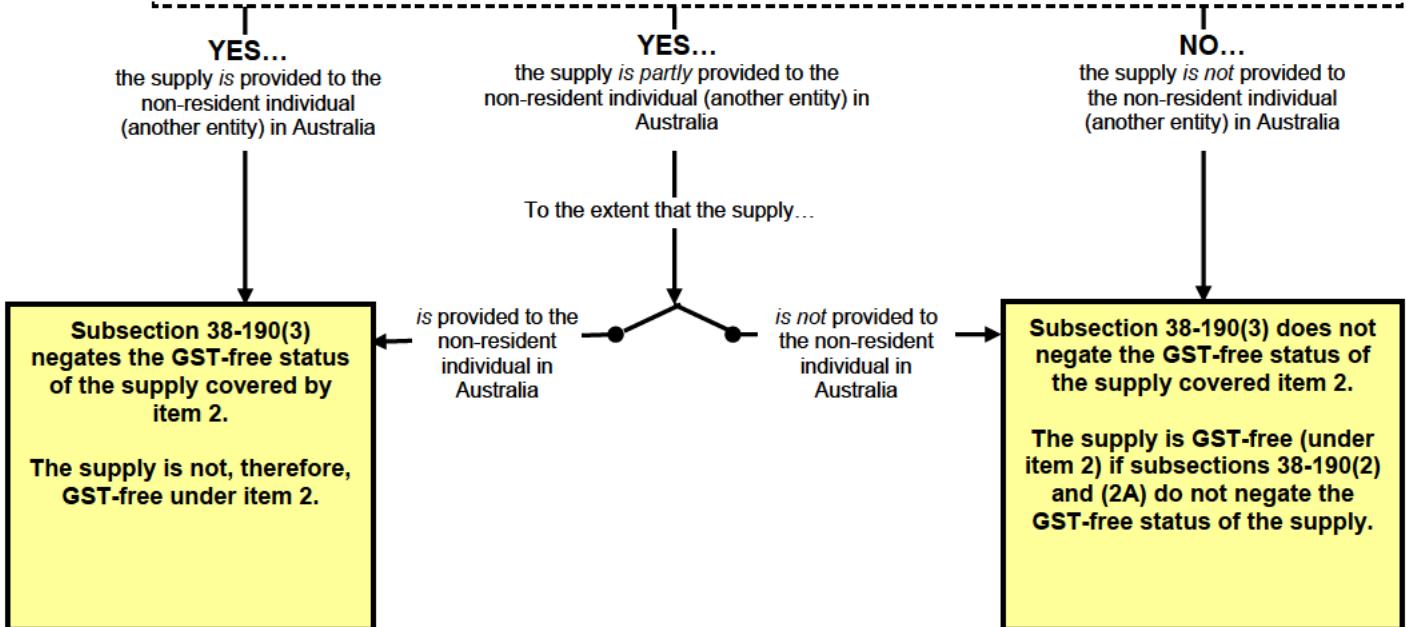 YES…
the supply is provided to the
non-resident individual
(another entity) in Australia
YES…
the supply is partly provided to the
non-resident individual (another entity) in
Australia
NO…
the supply is not provided to
the non-resident individual
(another entity) in Australia
To the extent that the supply…
is provided to the
non-resident
individual in
Australia
is not provided to
the non-resident
individual in
Australia
Subsection 38-190(3)
negates the GST-free status
of the supply covered by
item 2.
The supply is not, therefore,
GST-free under item 2.
Subsection 38-190(3) does not
negate the GST-free status of
the supply covered item 2.
The supply is GST-free (under
item 2) if subsections 38-190(2)
and (2A) do not negate the
GST-free status of the supply.